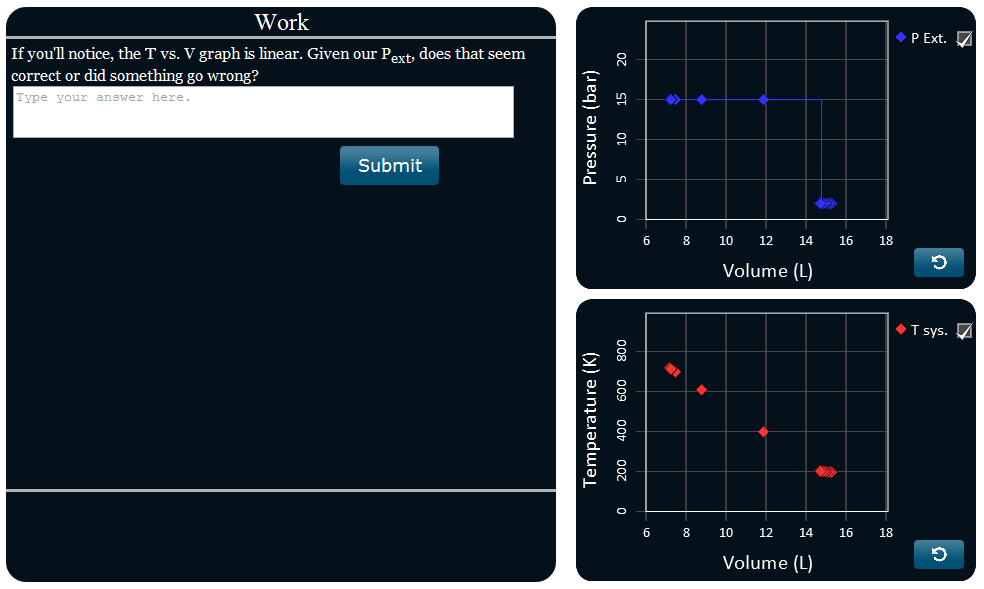 Work
If you'll notice, the T vs. V graph is linear. Given our Pext, does that seem
correct or did something go wrong?
Type your answer here.
Submit
Pressure (bar)
20
15
10
5
0
6 8 10 12 14 16 18
Volume (L)
P Ext.
Temperature (K)
800
600
400
200
0
6 8 10 12 14 16 18
Volume (L)
T sys.